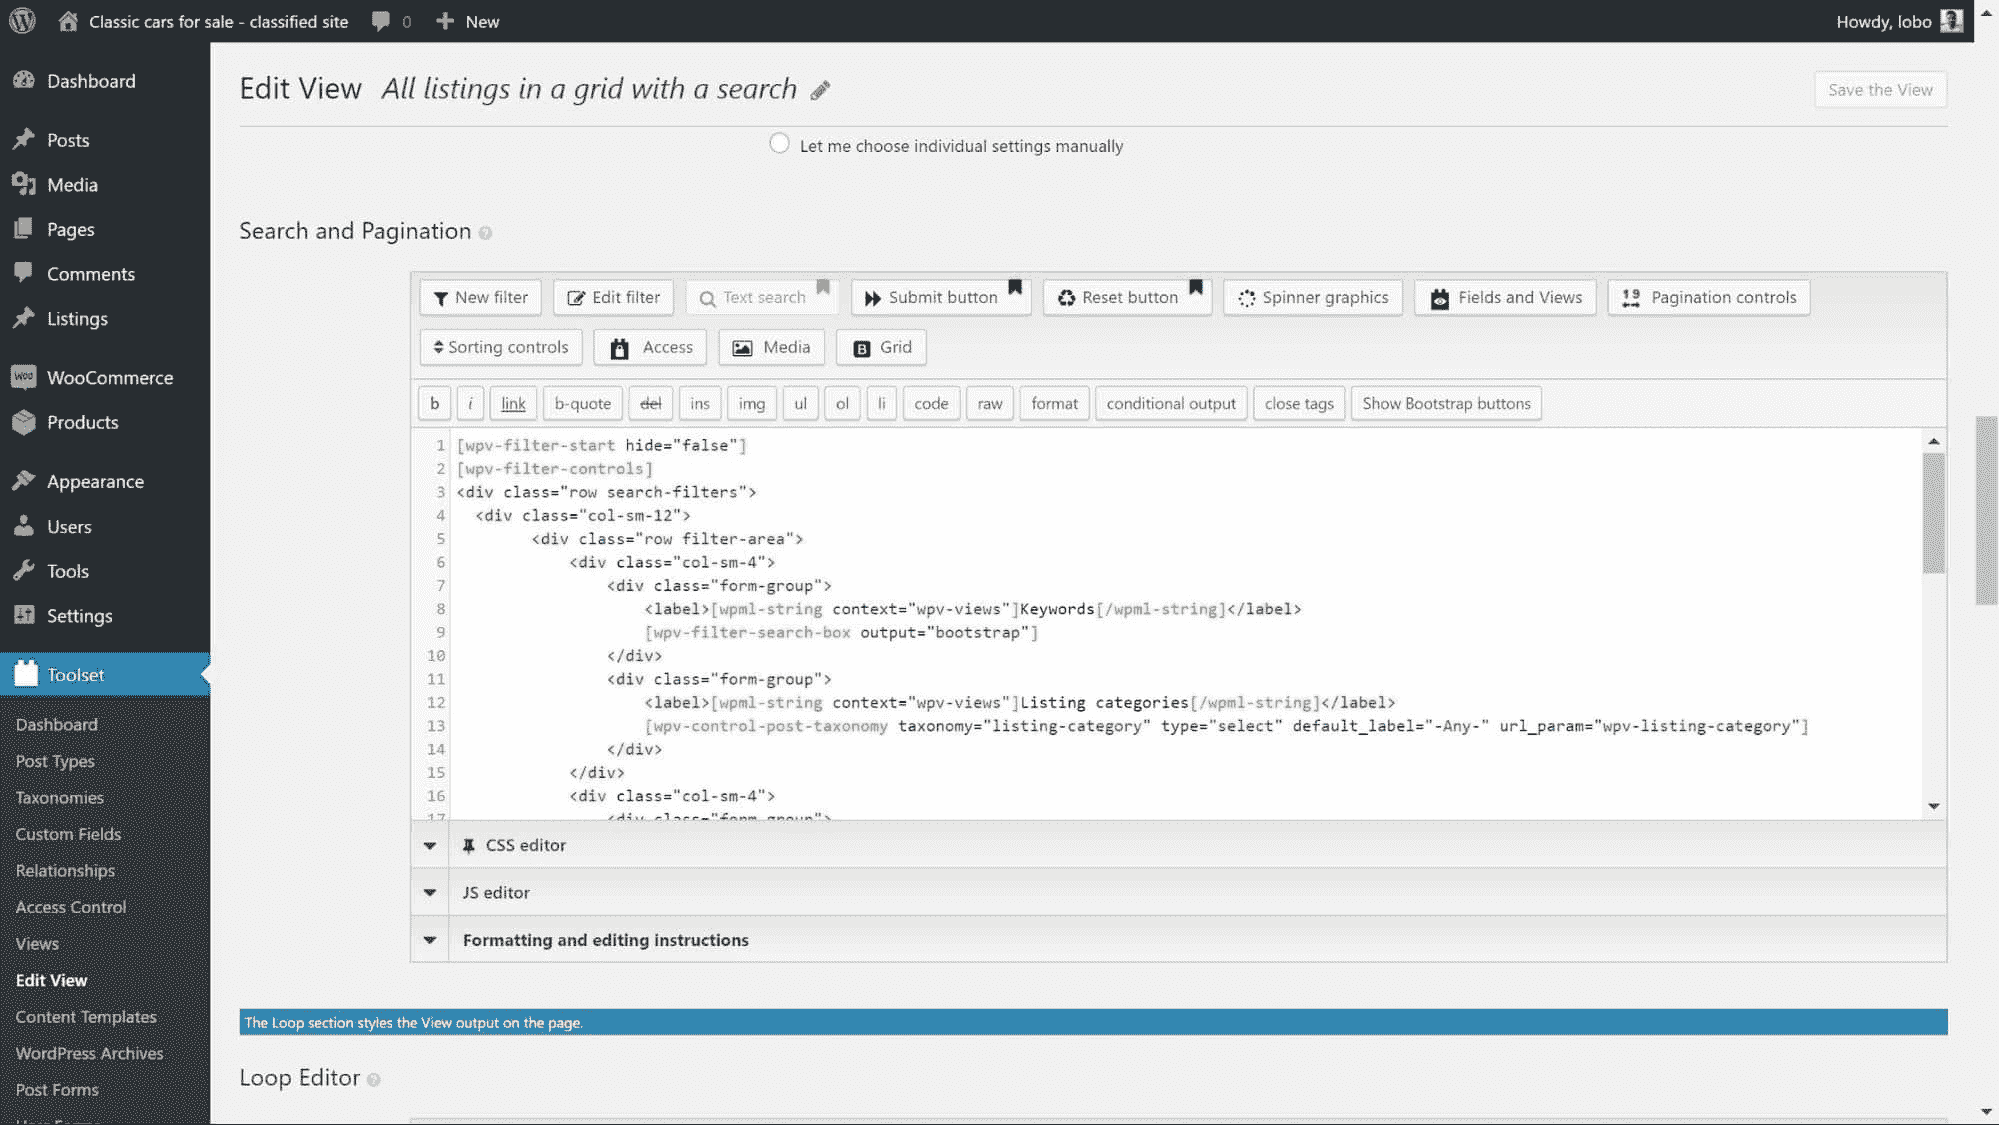 Classic cars for sale - classified site 0 New Howdy, lobo
Dashboard
Posts
Media
Pages
Comments
Listings
WOO WooCommerce
Products
Appearance
Users
Tools
Settings
Toolset
Dashboard
Post Types
Taxonomies
Custom Fields
Relationships
Access Control
Views
Edit View
Content Templates
WordPress Archives
Post Forms
Edit View All listings in a grid with a search Save the View
Let me choose individual settings manually
Search and Pagination ?
New filter Edit filter Text search Submit button Reset button Spinner graphics Fields and Views 19 Pagination controls
Sorting controls Access Media B Grid
b i link b-quote del ins img ul ol li code raw format conditional output close tags Show Bootstrap buttons
1 [wpv-filter-start hide="false"]
2 [wpv-filter-controls]
3 <div class="row search-filters">
4 <div class="col-sm-12">
5 <div class="row filter-area">
6 <div class="col-sm-4">
7 <div class="form-group">
8 <label>[wpml-string context="wpv-views"]Keywords[/wpml-string]</label>
9 [wpv-filter-search-box output="bootstrap"]
10 </div>
11 <div class="form-group">
12 <label>[wpml-string context="wpv-views"]Listing categories[/wpml-string]</label>
13 [wpv-control-post-taxonomy taxonomy="listing-category" type="select" default_label="-Any-" url_param="wpv-listing-category"]
14 </div>
15 </div>
16 <div class="col-sm-4">
17 <div class="form-group">
CSS editor
JS editor
Formatting and editing instructions
The Loop section styles the View output on the page.
Loop Editor ?